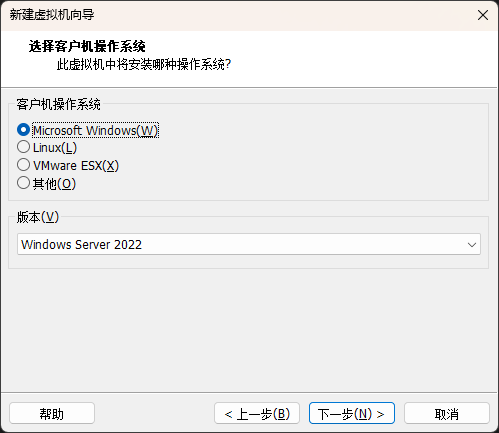 新建虚拟机向导
选择客户机操作系统
此虚拟机中将安装哪种操作系统?
客户机操作系统
Microsoft Windows(W)
Linux(L)
VMware ESX(X)
其他(O)
版本(V)
Windows Server 2022
帮助
< 上一步(B)
下一步(N) >
取消